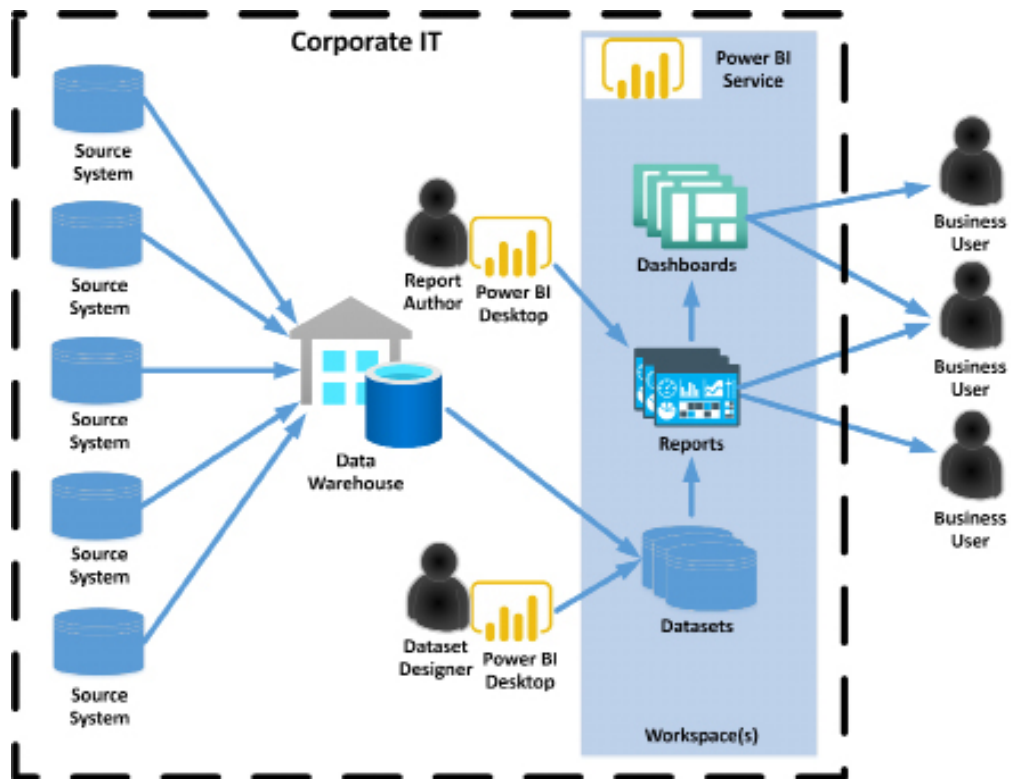 Corporate IT
Power BI
Service
Source
System
Source
System
Source
System
Source
System
Source
System
Data
Warehouse
Report
Author
Power BI
Desktop
Dataset
Designer
Power BI
Desktop
Dashboards
Reports
Datasets
Workspace(s)
Business
User
Business
User
Business
User